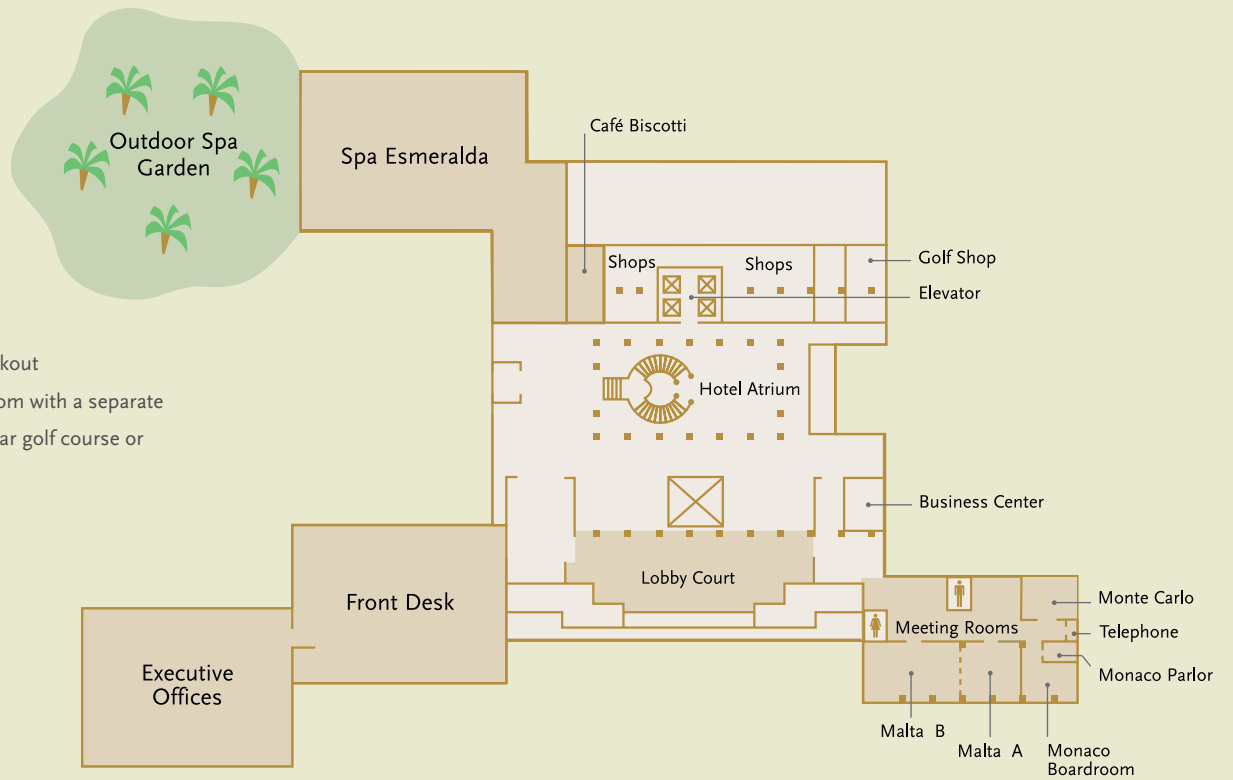 Outdoor Spa
Garden
Spa Esmeralda
Café Biscotti
Shops
Shops
Golf Shop
Elevator
kout
om with a separate
ar golf course or
Hotel Atrium
Business Center
Lobby Court
Front Desk
Executive
Offices
Meeting Rooms
Monte Carlo
Telephone
Monaco Parlor
Malta B
Malta A
Monaco
Boardroom